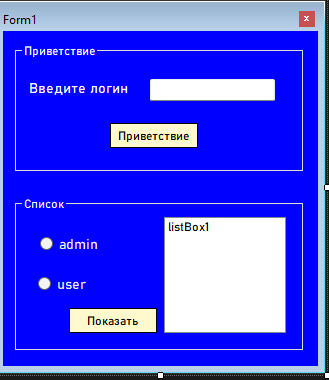 Form1
x
Приветствие
Введите логин
Приветствие
Список
listBox1
admin
user
Показать